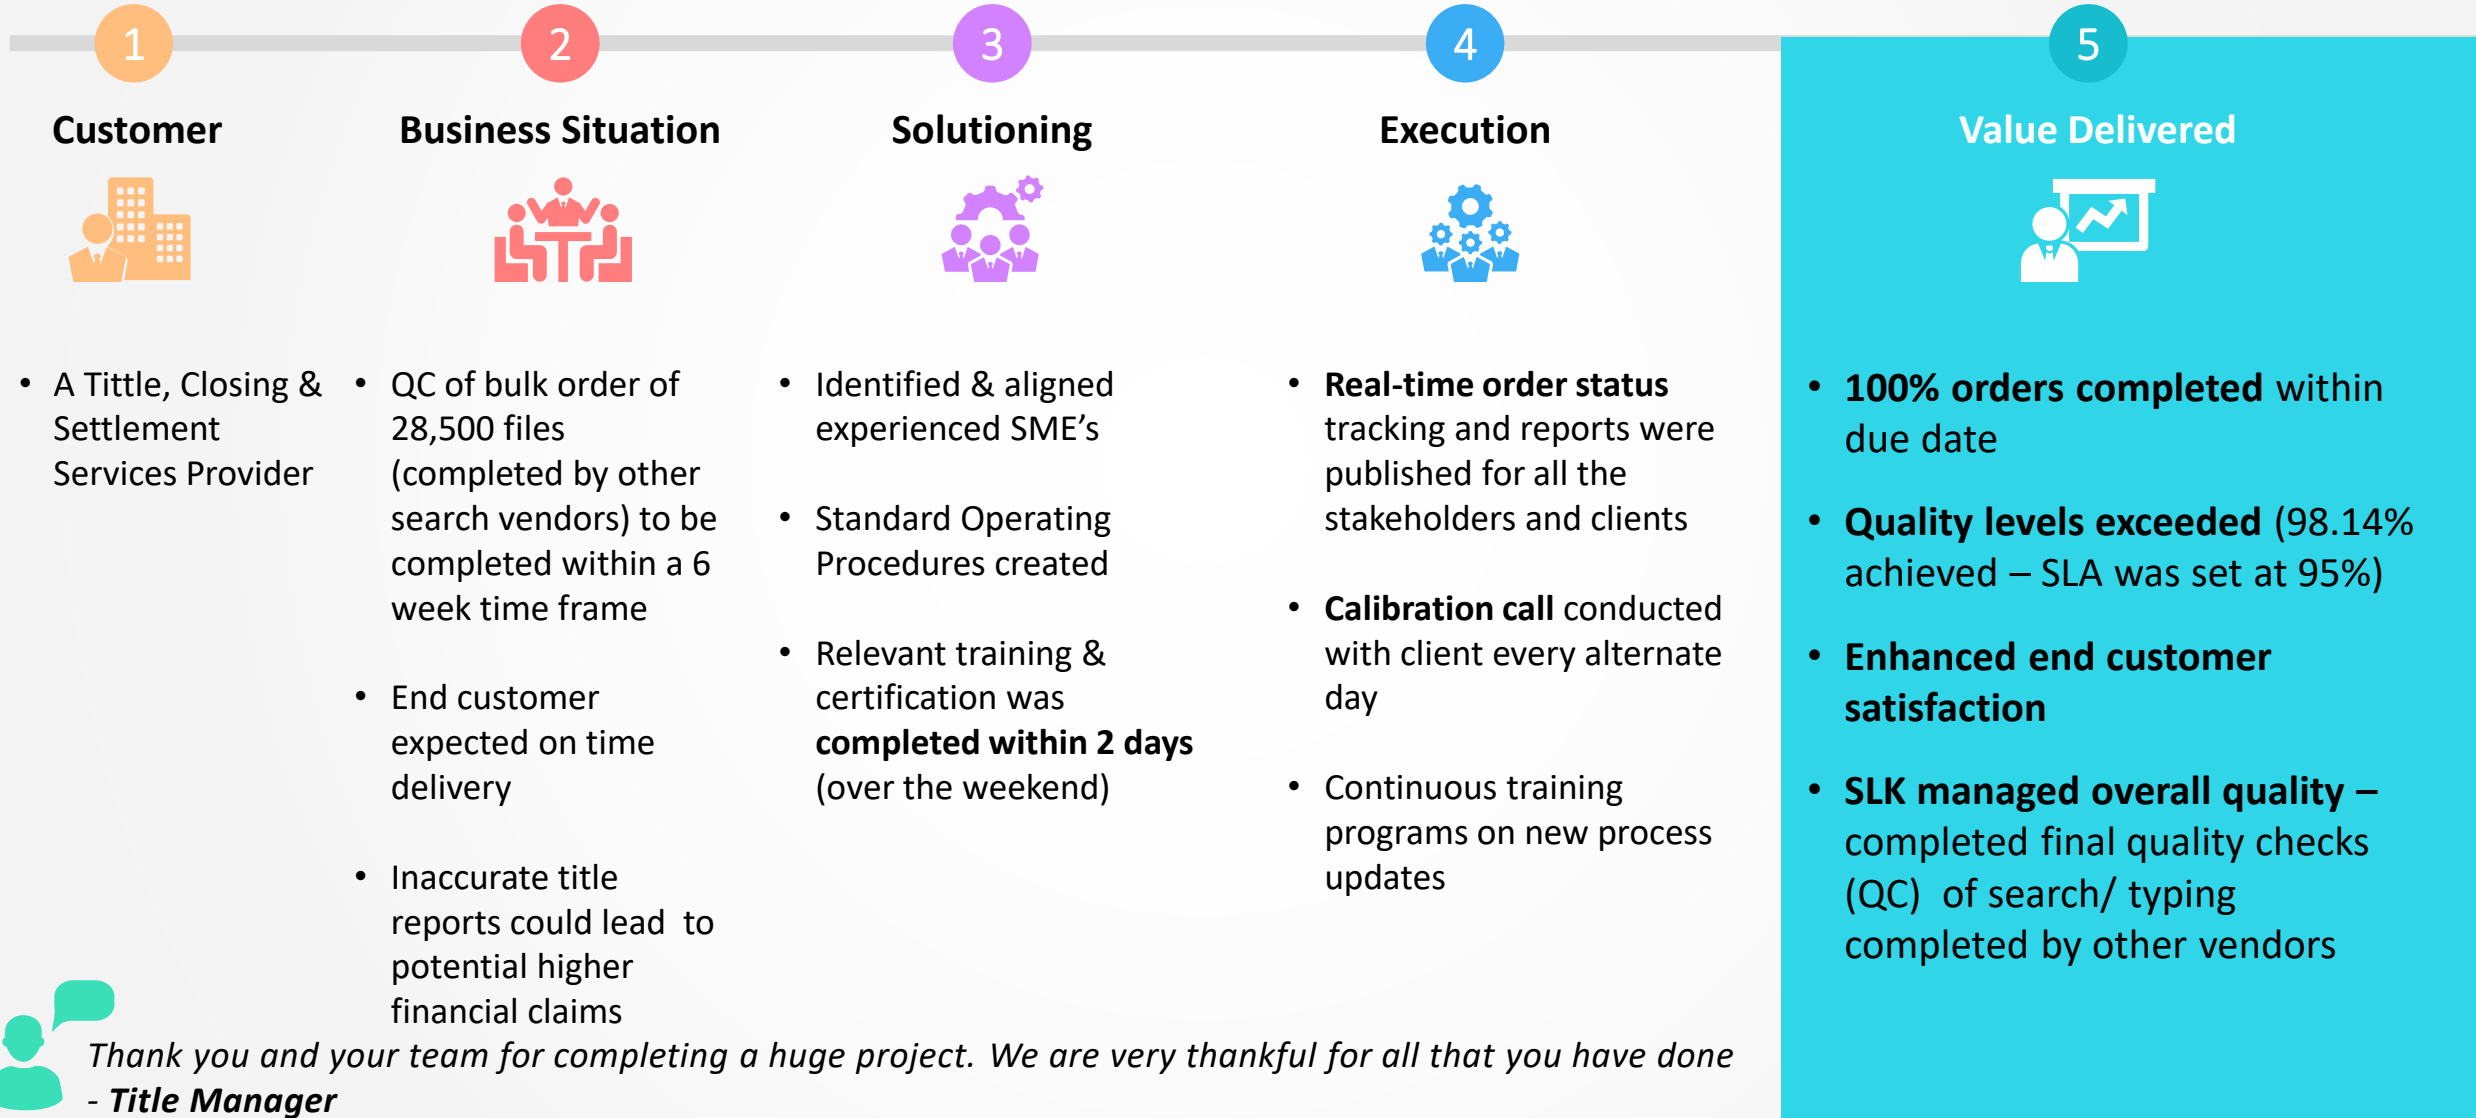 1
Customer
• A Tittle, Closing &
Settlement
Services Provider
2
Business Situation
• QC of bulk order of
28,500 files
(completed by other
search vendors) to be
completed within a 6
week time frame
• End customer
expected on time
delivery
• Inaccurate title
reports could lead  to
potential higher
financial claims
3
Solutioning
• Identified & aligned
experienced SME’s
• Standard Operating
Procedures created
• Relevant training &
certification was
completed within 2 days
(over the weekend)
4
Execution
• Real-time order status
tracking and reports were
published for all the
stakeholders and clients
• Calibration call conducted
with client every alternate
day
• Continuous training
programs on new process
updates
5
Value Delivered
• 100% orders completed within
due date
• Quality levels exceeded (98.14%
achieved – SLA was set at 95%)
• Enhanced end customer
satisfaction
• SLK managed overall quality –
completed final quality checks
(QC)  of search/ typing
completed by other vendors
Thank you and your team for completing a huge project. We are very thankful for all that you have done
- Title Manager